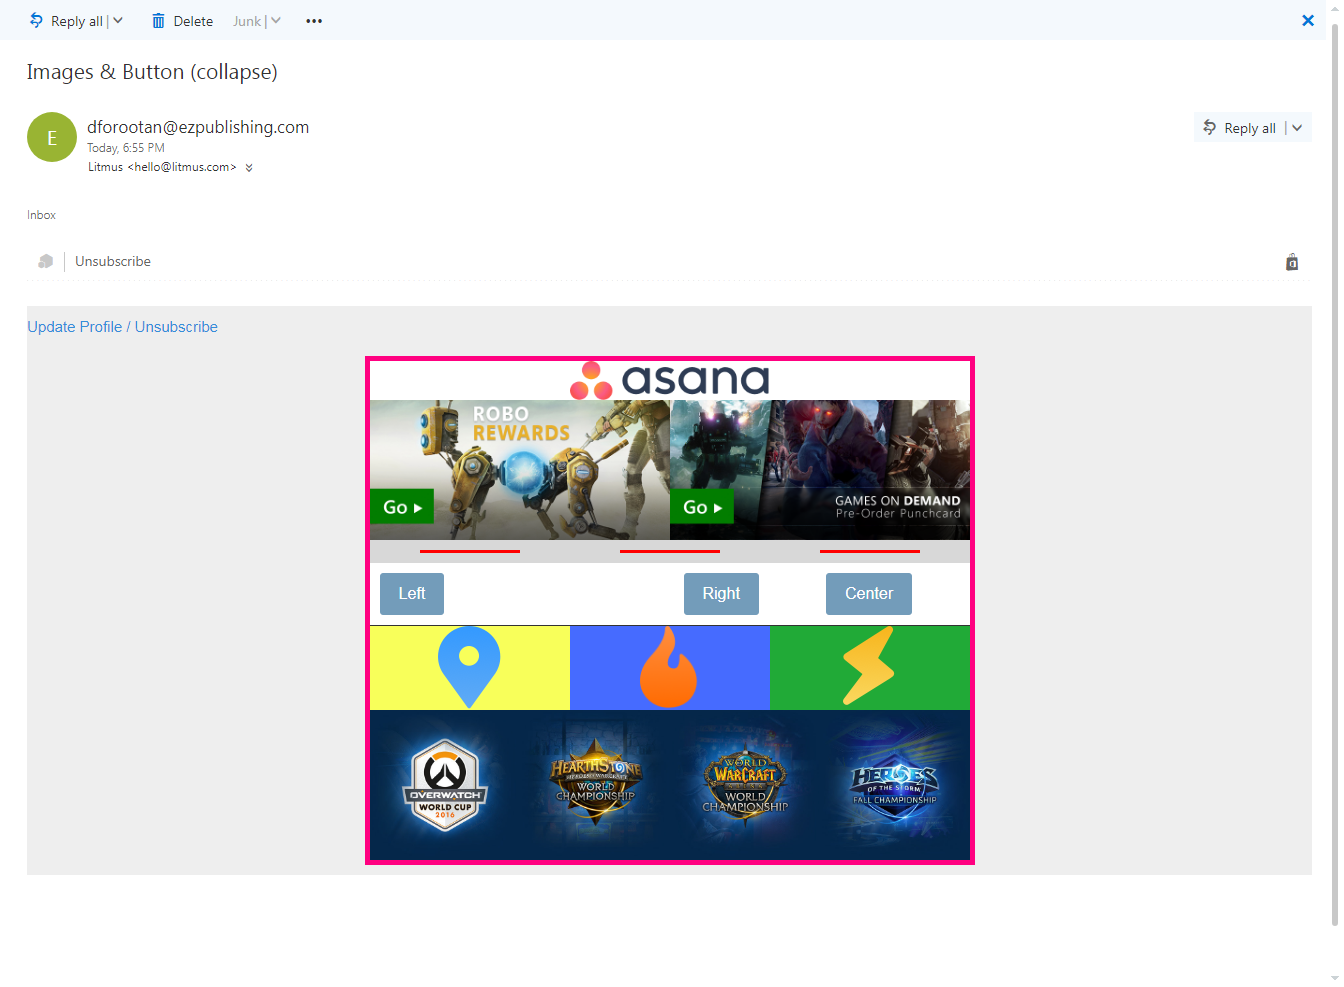 Reply all
Delete
Junk
Images & Button (collapse)
E
dforootan@ezpublishing.com
Today, 6:55 PM
Litmus <hello@litmus.com>
Reply all
Inbox
Unsubscribe
Update Profile / Unsubscribe
asana
ROBO
REWARDS
Go
Go
GAMES ON DEMAND
Pre-Order Punchcard
Left
Right
Center
OVERWATCH
WORLD CUP
2016
HEARTHSTONE
HEROES OF WARCRAFT
WORLD
CHAMPIONSHIP
WORLD
WARCRAFT
WORLD
CHAMPIONSHIP
HEROES
OF THE STORM
FALL CHAMPIONSHIP